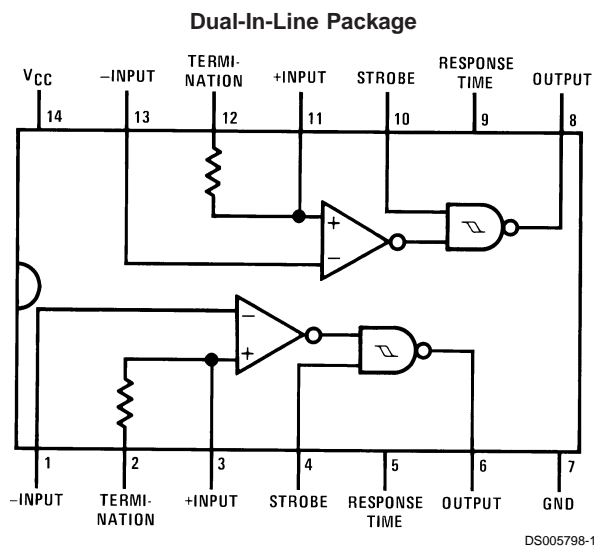 Dual-In-Line Package
VCC
–INPUT
TERMI-
NATION
+INPUT
STROBE
RESPONSE
TIME
OUTPUT
14
13
12
11
10
9
8
+
–
–
+
1
2
3
4
5
6
7
–INPUT
TERMI-
NATION
+INPUT
STROBE
RESPONSE
TIME
OUTPUT
GND
DS005798-1